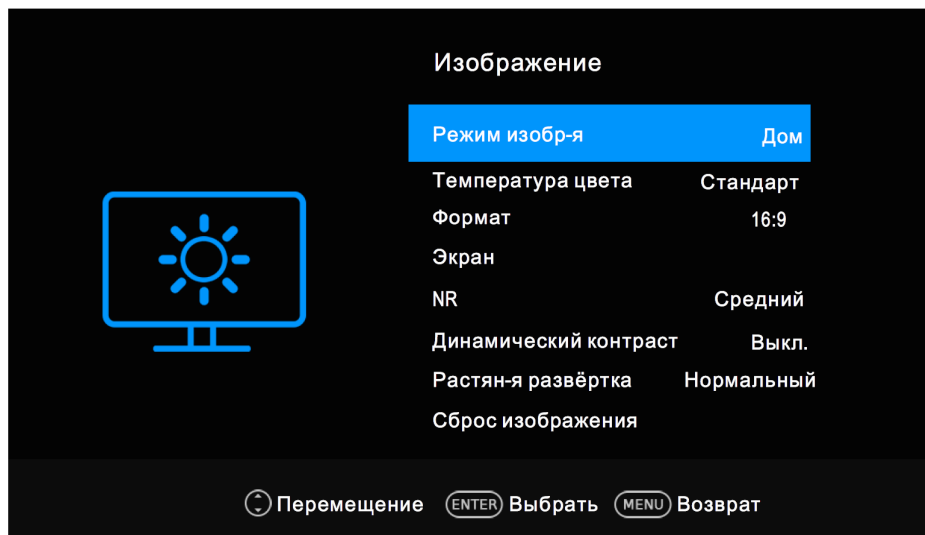 Изображение
Режим изобр-я Дом
Температура цвета Стандарт
Формат 16:9
Экран
NR Средний
Динамический контраст Выкл.
Растян-я развёртка Нормальный
Сброс изображения
Перемещение ENTER Выбрать MENU Возврат